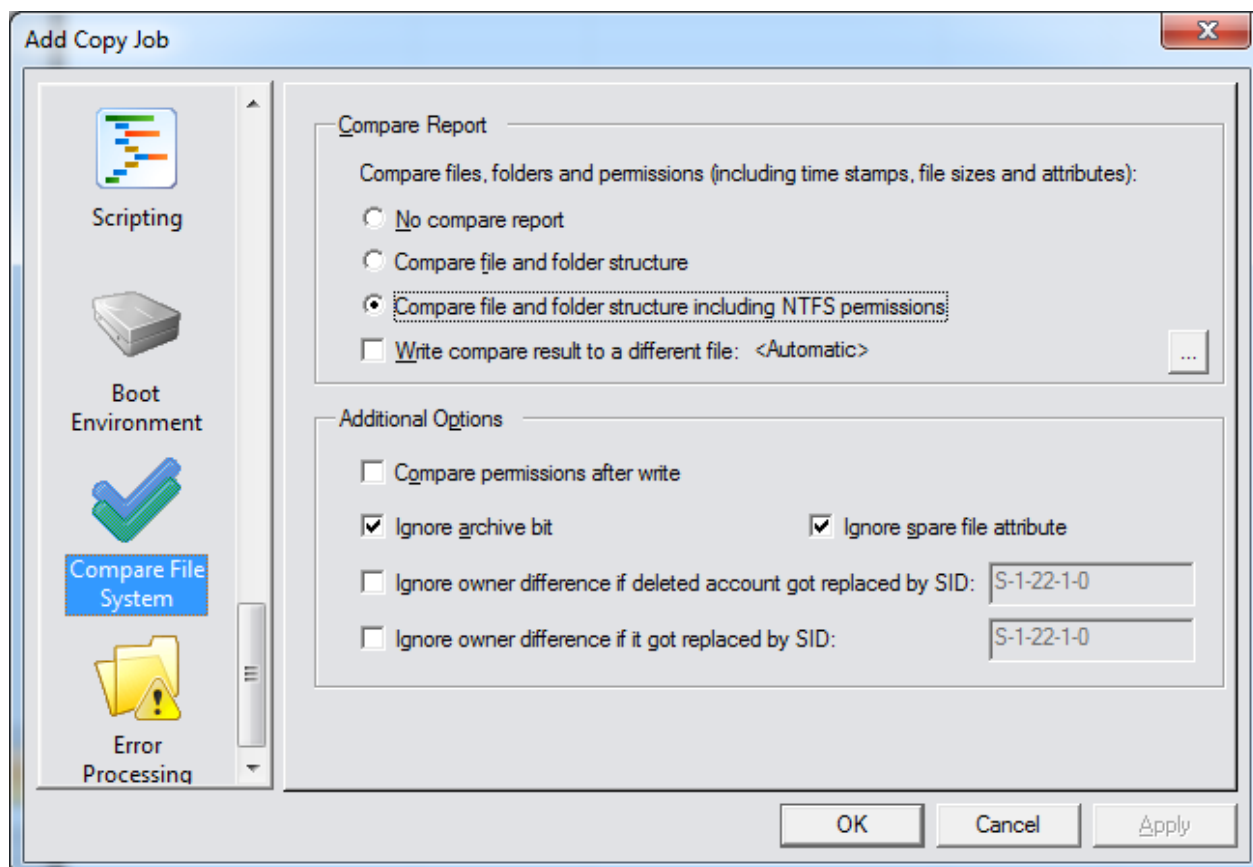 Add Copy Job
Scripting
Boot
Environment
Compare File
System
Error
Processing
Compare Report
Compare files, folders and permissions (including time stamps, file sizes and attributes):
No compare report
Compare file and folder structure
Compare file and folder structure including NTFS permissions
Write compare result to a different file: <Automatic>
...
Additional Options
Compare permissions after write
Ignore archive bit
Ignore spare file attribute
Ignore owner difference if deleted account got replaced by SID: S-1-22-1-0
Ignore owner difference if it got replaced by SID: S-1-22-1-0
OK Cancel Apply